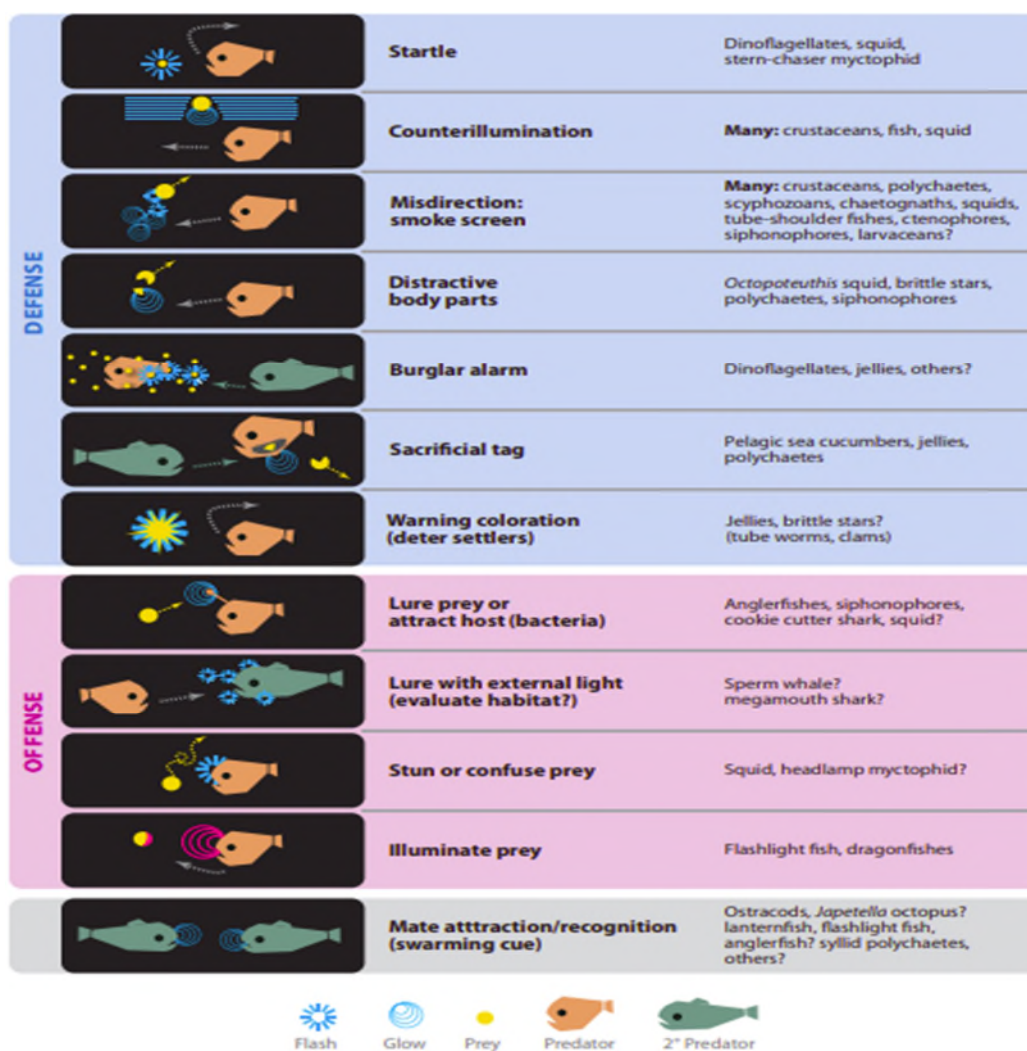 DEFENSE
Startle
Dinoflagellates, squid,
stern-chaser myctophid
Counterillumination
Many: crustaceans, fish, squid
Misdirection:
smoke screen
Many: crustaceans, polychaetes,
scyphozoans, chaetognaths, squids,
tube-shoulder fishes, ctenophores,
siphonophores, larvaceans?
Distractive
body parts
Octopoteuthis squid, brittle stars,
polychaetes, siphonophores
Burglar alarm
Dinoflagellates, jellies, others?
Sacrificial tag
Pelagic sea cucumbers, jellies,
polychaetes
Warning coloration
(deter settlers)
Jellies, brittle stars?
(tube worms, clams)
OFFENSE
Lure prey or
attract host (bacteria)
Anglerfishes, siphonophores,
cookie cutter shark, squid?
Lure with external light
(evaluate habitat?)
Sperm whale?
megamouth shark?
Stun or confuse prey
Squid, headlamp myctophid?
Illuminate prey
Flashlight fish, dragonfishes
Mate atttraction/recognition
(swarming cue)
Ostracods, Japetella octopus?
lanternfish, flashlight fish,
anglerfish? syllid polychaetes,
others?
Flash
Glow
Prey
Predator
2° Predator